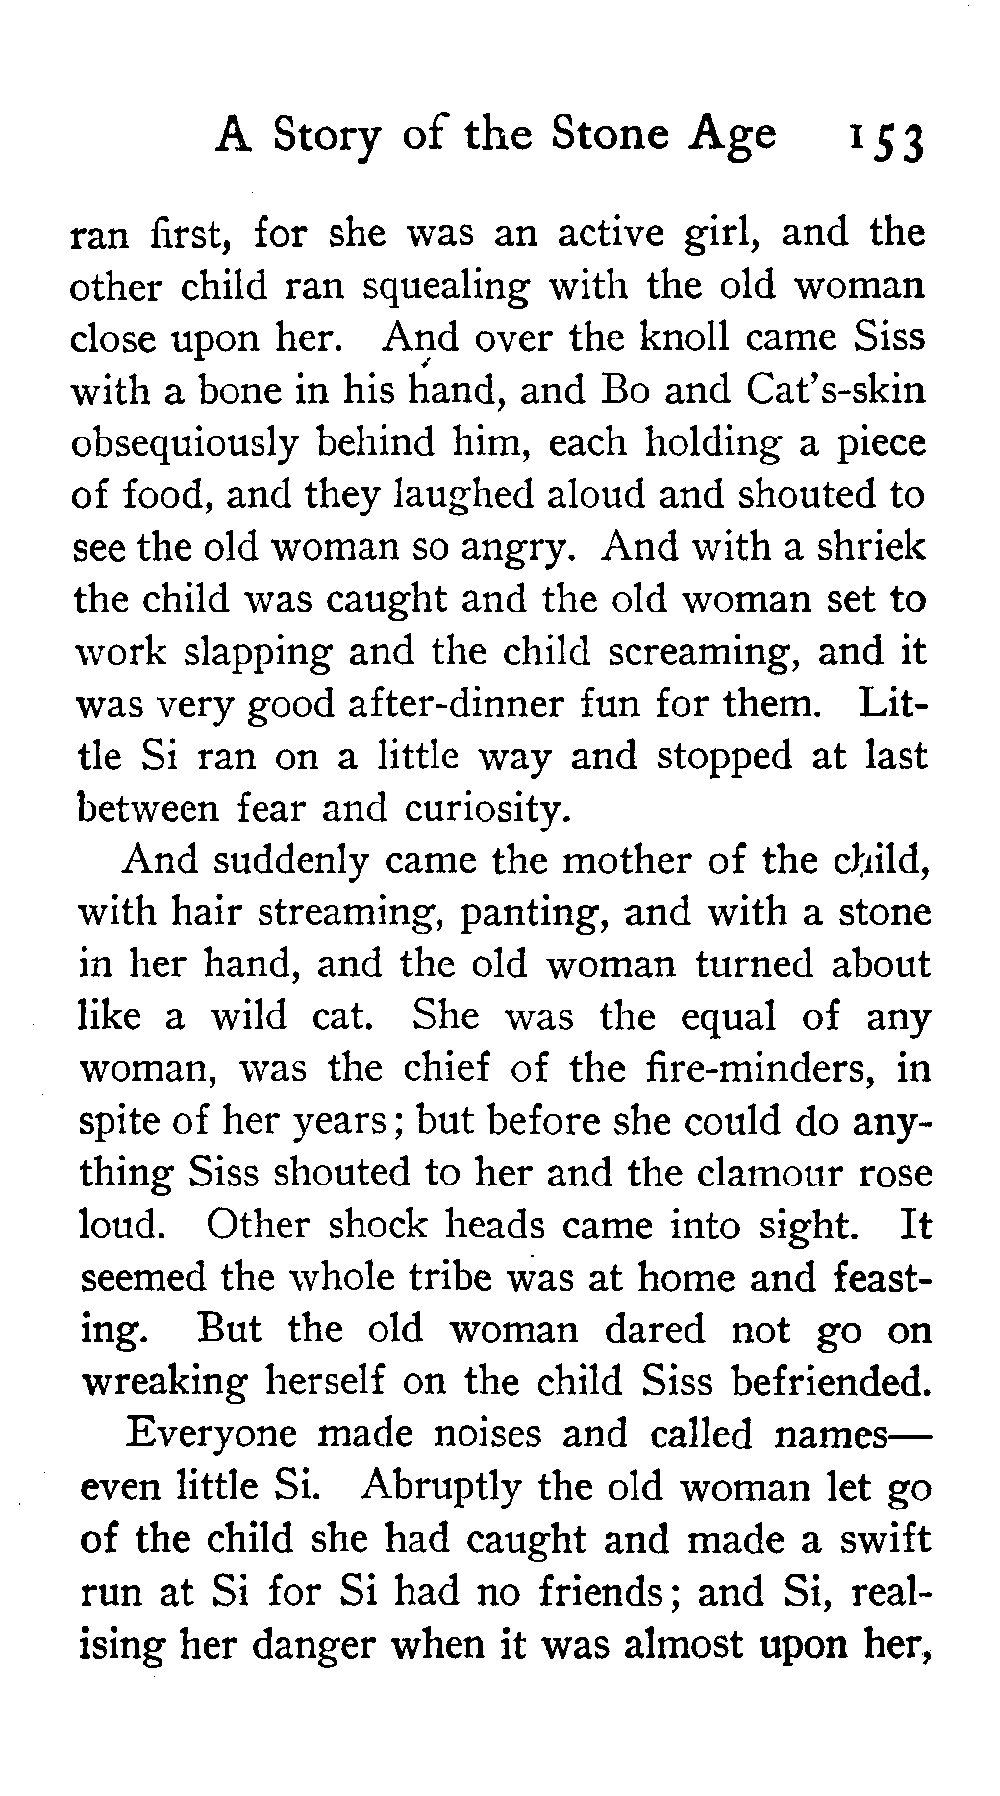 A Story of the Stone Age 153
ran first, for she was an active girl, and the
other child ran squealing with the old woman
close upon her. And over the knoll came Siss
with a bone in his hand, and Bo and Cat's-skin
obsequiously behind him, each holding a piece
of food, and they laughed aloud and shouted to
see the old woman so angry. And with a shriek
the child was caught and the old woman set to
work slapping and the child screaming, and it
was very good after-dinner fun for them. Lit-
tle Si ran on a little way and stopped at last
between fear and curiosity.
And suddenly came the mother of the child,
with hair streaming, panting, and with a stone
in her hand, and the old woman turned about
like a wild cat. She was the equal of any
woman, was the chief of the fire-minders, in
spite of her years; but before she could do any-
thing Siss shouted to her and the clamour rose
loud. Other shock heads came into sight. It
seemed the whole tribe was at home and feast-
ing. But the old woman dared not go on
wreaking herself on the child Siss befriended.
Everyone made noises and called names—
even little Si. Abruptly the old woman let go
of the child she had caught and made a swift
run at Si for Si had no friends; and Si, real-
ising her danger when it was almost upon her,